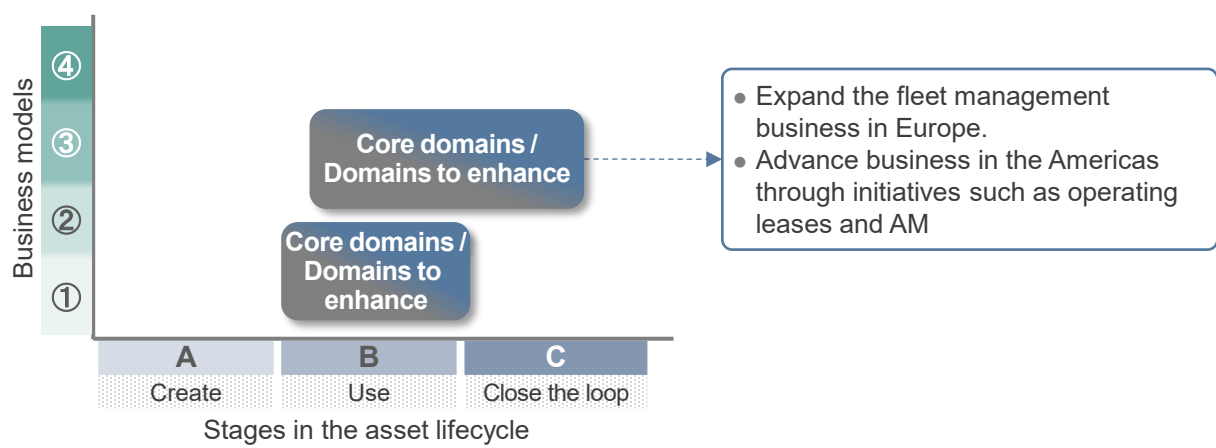 Business models
④
③
②
①
Core domains /
Domains to enhance
Core domains /
Domains to
enhance
● Expand the fleet management
business in Europe.
● Advance business in the Americas
through initiatives such as operating
leases and AM
A
B
C
Create
Use
Close the loop
Stages in the asset lifecycle